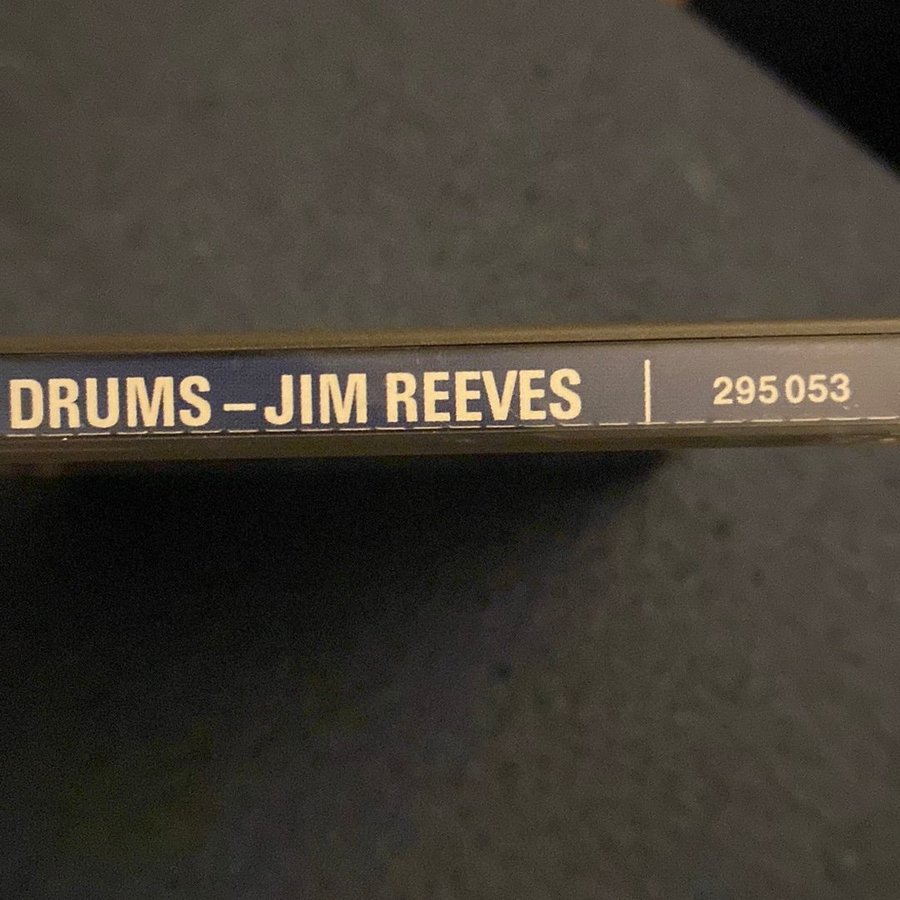 DRUMS – JIM REEVES | 295 053